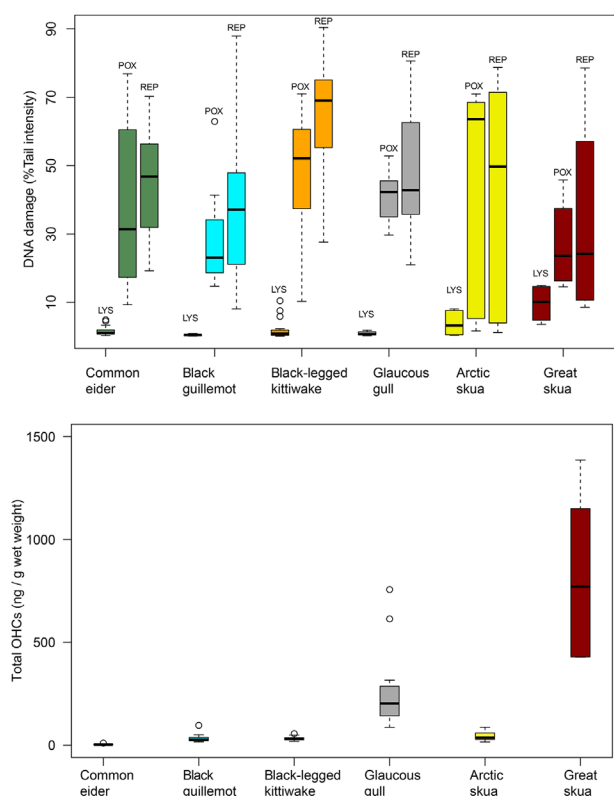 DNA damage (%Tail intensity)
90
70
50
30
10
LYS
POX
REP
LYS
POX
REP
LYS
POX
REP
LYS
POX
REP
LYS
POX
REP
LYS
POX
REP
Common
eider
Black
guillemot
Black-legged
kittiwake
Glaucous
gull
Arctic
skua
Great
skua
Total OHCs (ng / g wet weight)
1500
1000
500
0
Common
eider
Black
guillemot
Black-legged
kittiwake
Glaucous
gull
Arctic
skua
Great
skua